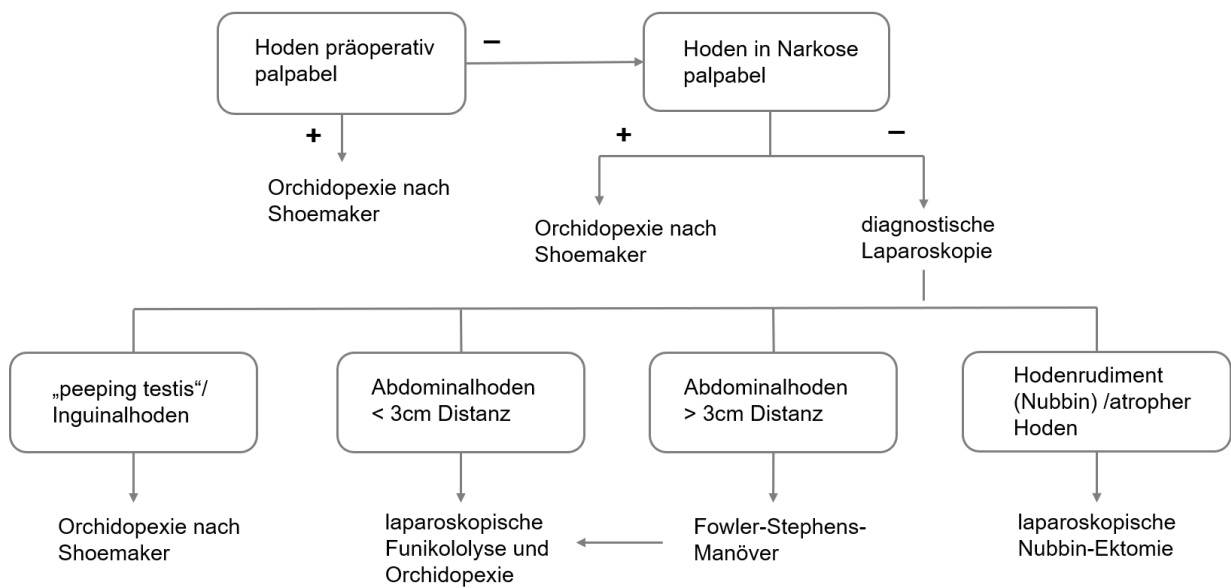 Hoden präoperativ
palpabel
–
Hoden in Narkose
palpabel
+
+
–
Orchidopexie nach
Shoemaker
Orchidopexie nach
Shoemaker
diagnostische
Laparoskopie
„peeping testis“/
Inguinalhoden
Abdominalhoden
< 3cm Distanz
Abdominalhoden
> 3cm Distanz
Hodenrudiment
(Nubbin) /atropher
Hoden
Orchidopexie nach
Shoemaker
laparoskopische
Funikololyse und
Orchidopexie
Fowler-Stephens-
Manöver
laparoskopische
Nubbin-Ektomie